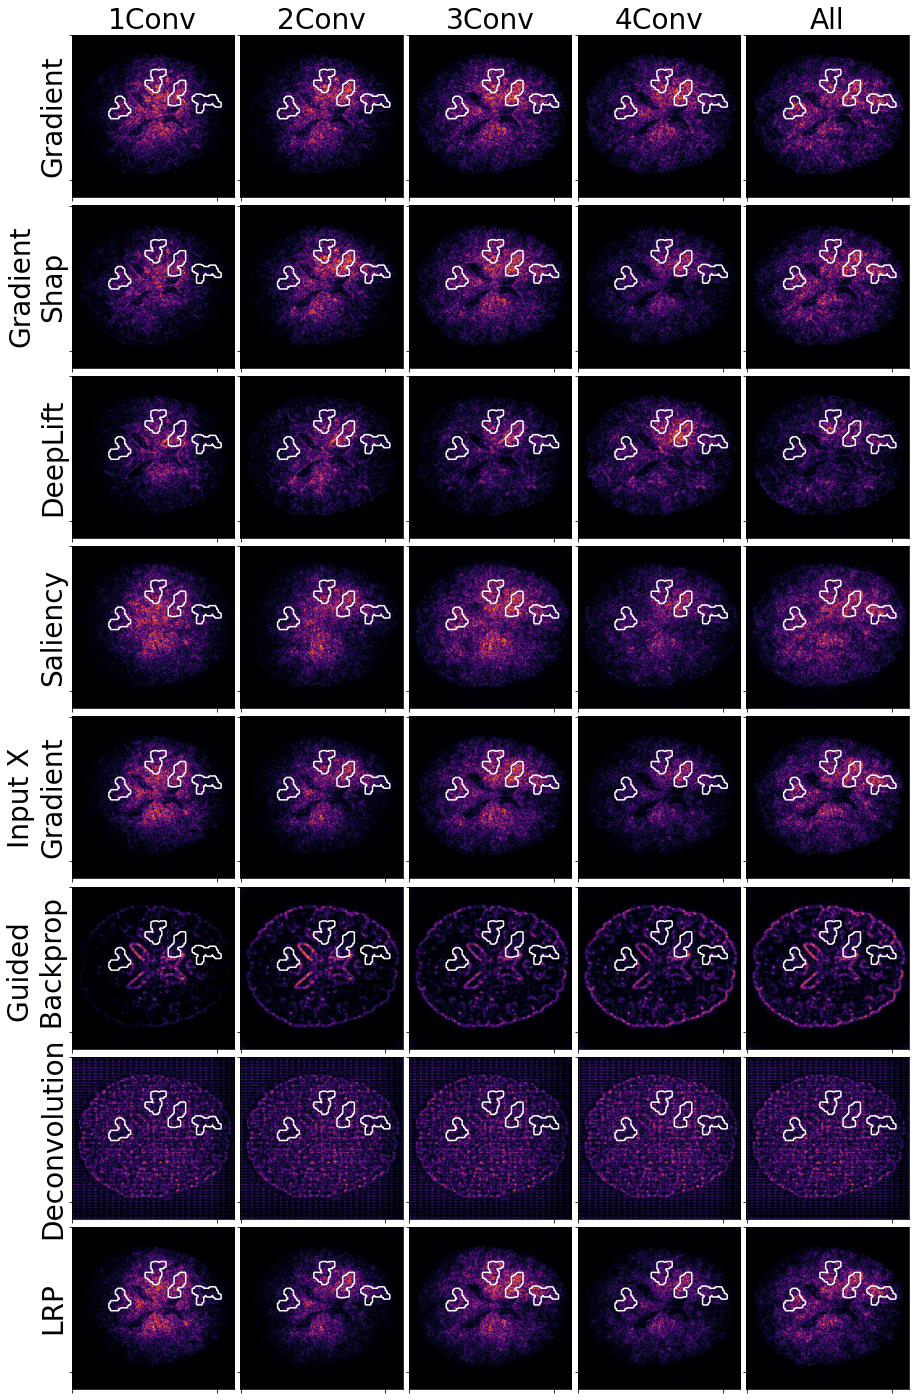 1Conv 2Conv 3Conv 4Conv All
Gradient
Gradient
Shap
DeepLift
Saliency
Input X
Gradient
Guided
Backprop
Deconvolution
LRP